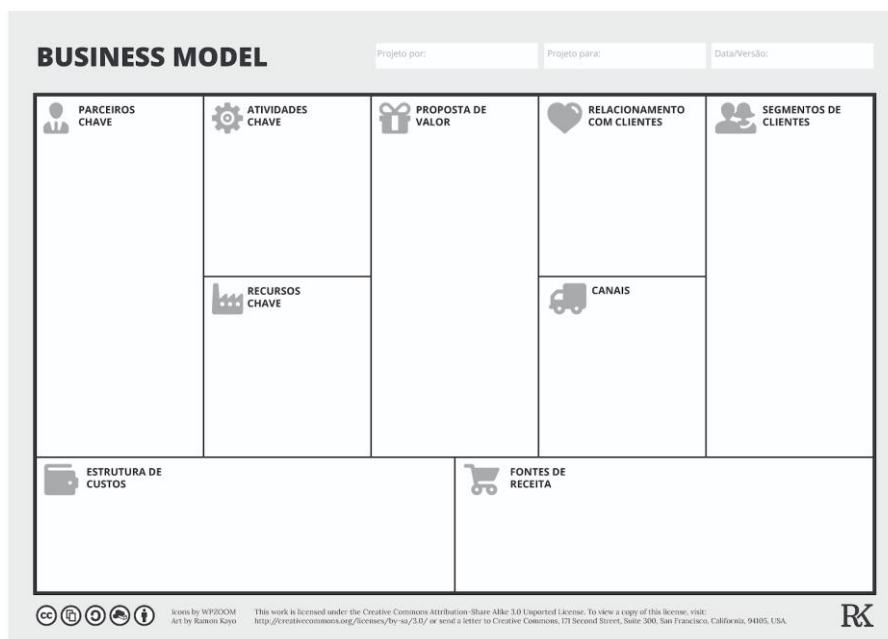 BUSINESS MODEL
Projeto por:
Projeto para:
Data/Versão:
PARCEIROS
CHAVE
ATIVIDADES
CHAVE
PROPOSTA DE
VALOR
RELACIONAMENTO
COM CLIENTES
SEGMENTOS DE
CLIENTES
RECURSOS
CHAVE
CANAIS
ESTRUTURA DE
CUSTOS
FONTES DE
RECEITA
cc
Icons by WPZOOM
Art by Ramon Kayo
This work is licensed under the Creative Commons Attribution-Share Alike 3.0 Unported License. To view a copy of this license, visit:
http://creativecommons.org/licenses/by-sa/3.0/ or send a letter to Creative Commons, 171 Second Street, Suite 300, San Francisco, California, 94105, USA.
RK